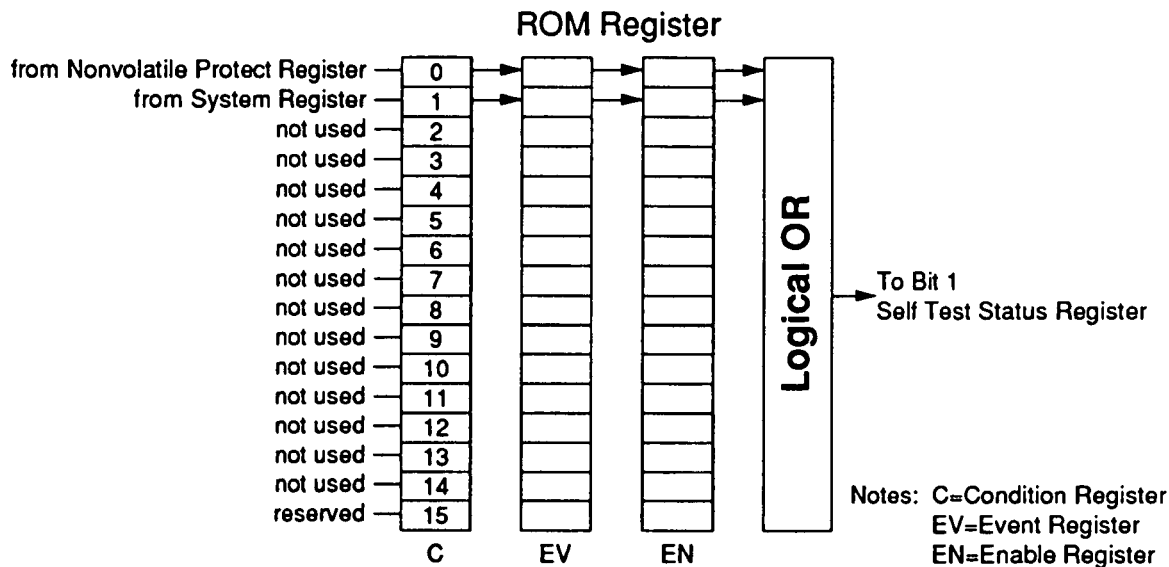 ROM Register
from Nonvolatile Protect Register 0
from System Register 1
not used 2
not used 3
not used 4
not used 5
not used 6
not used 7
not used 8
not used 9
not used 10
not used 11
not used 12
not used 13
not used 14
reserved 15
C EV EN
Logical OR
To Bit 1
Self Test Status Register
Notes: C=Condition Register
EV=Event Register
EN=Enable Register